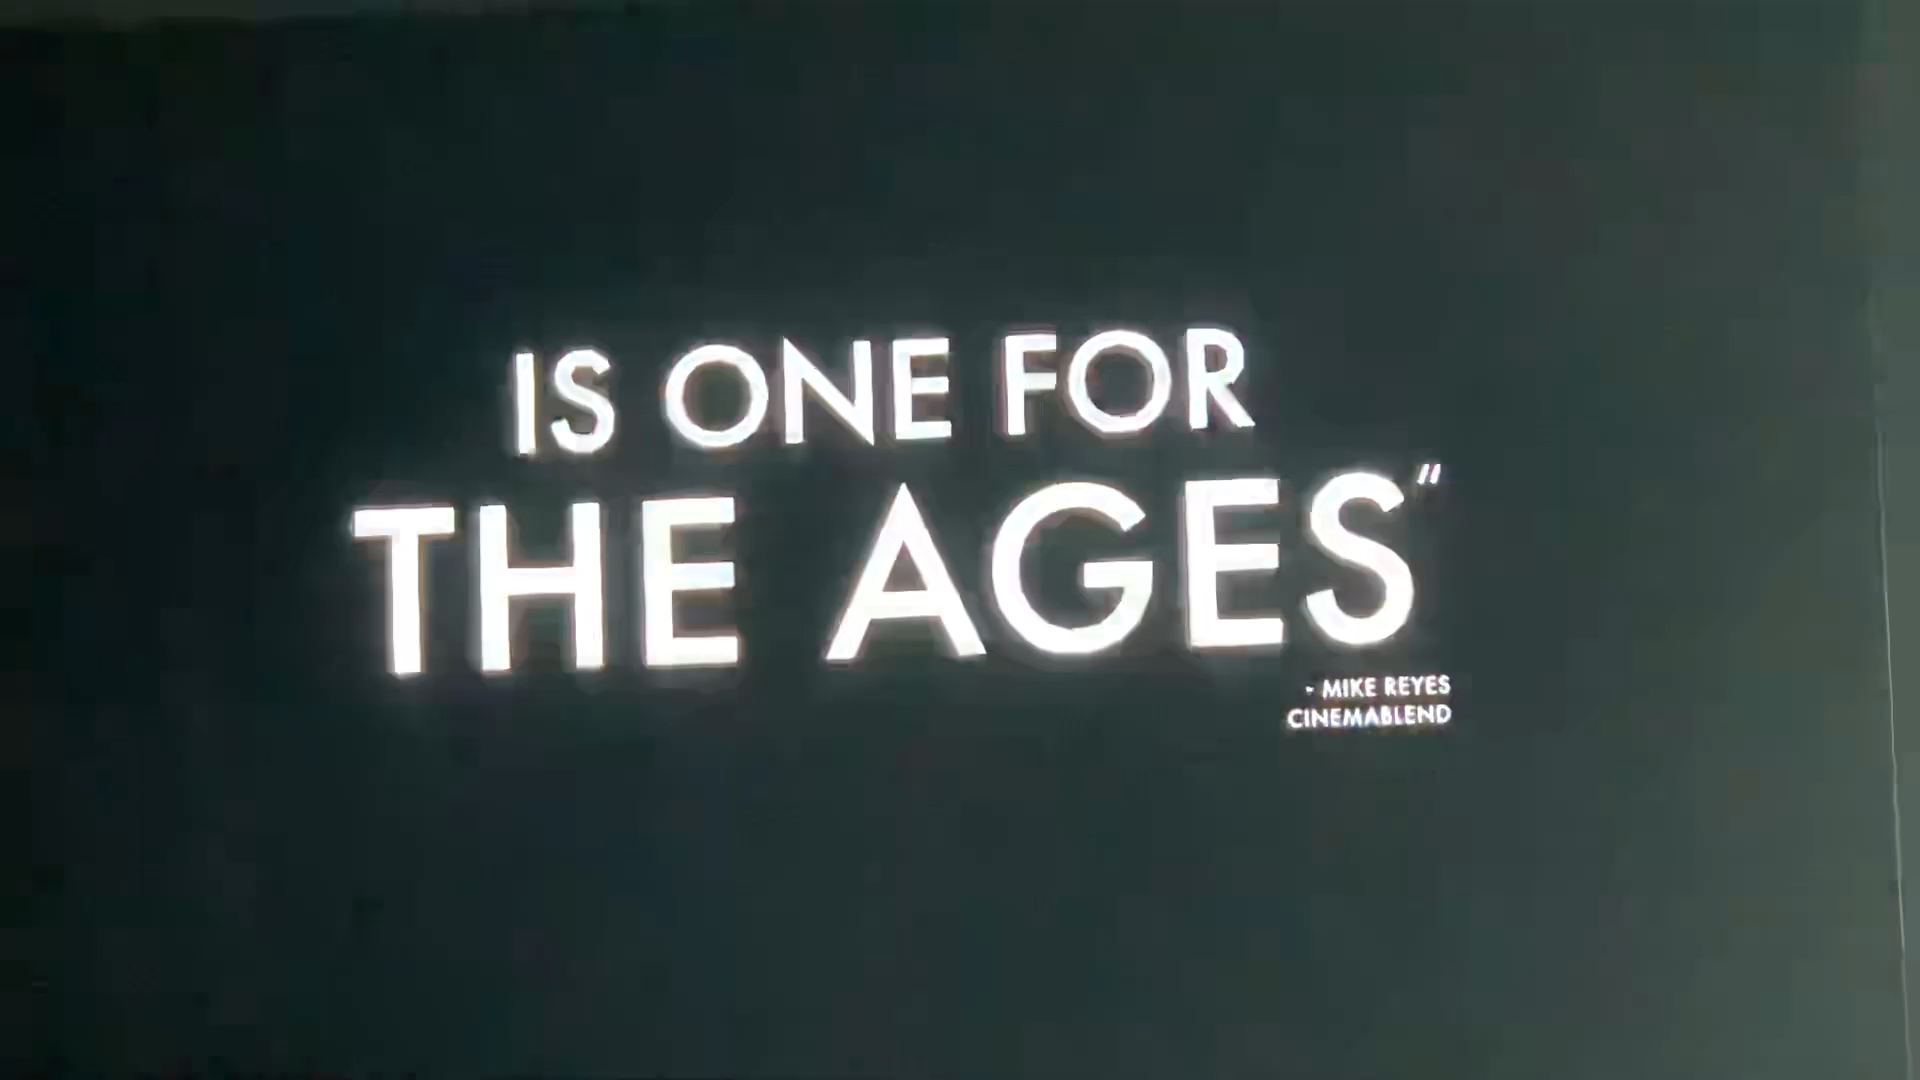 IS ONE FOR
THE AGES"
- MIKE REYES
CINEMABLEND